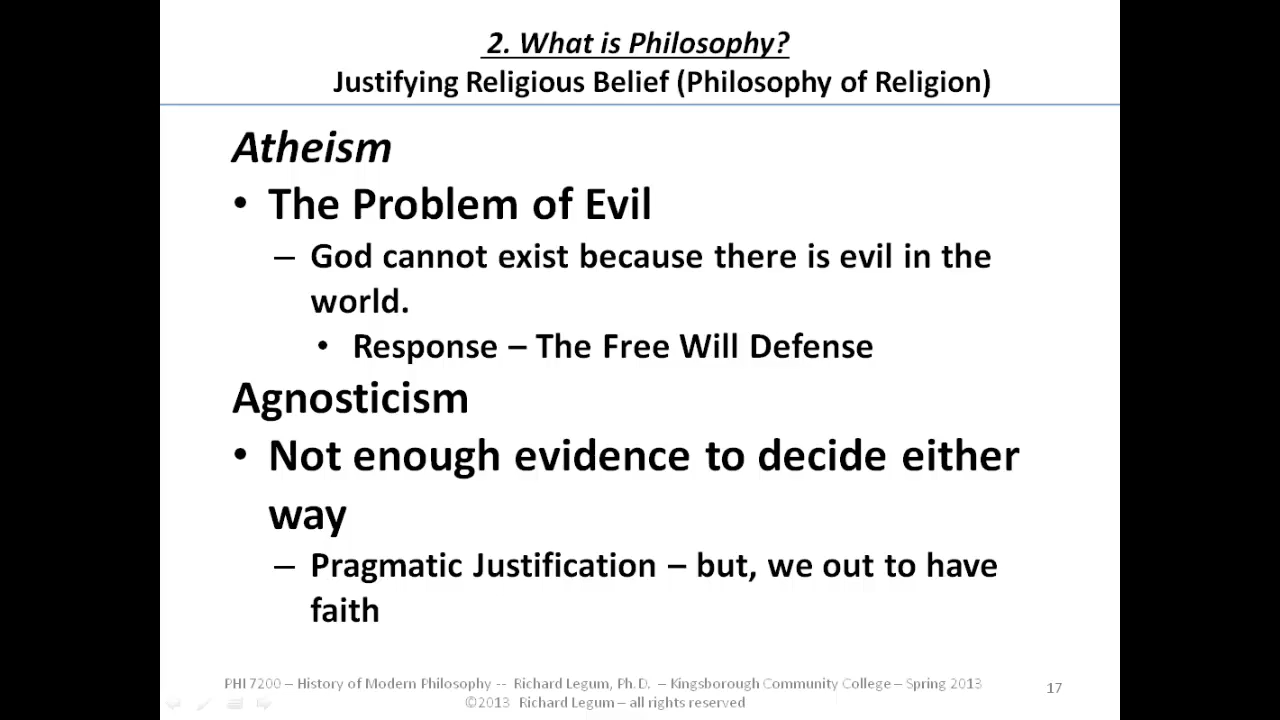 2. What is Philosophy?
Justifying Religious Belief (Philosophy of Religion)
Atheism
• The Problem of Evil
– God cannot exist because there is evil in the
world.
• Response – The Free Will Defense
Agnosticism
• Not enough evidence to decide either
way
– Pragmatic Justification – but, we out to have
faith
PHI 7200 – History of Modern Philosophy -- Richard Legum, Ph.D. – Kingsborough Community College – Spring 2013
©2013 Richard Legum – all rights reserved
17